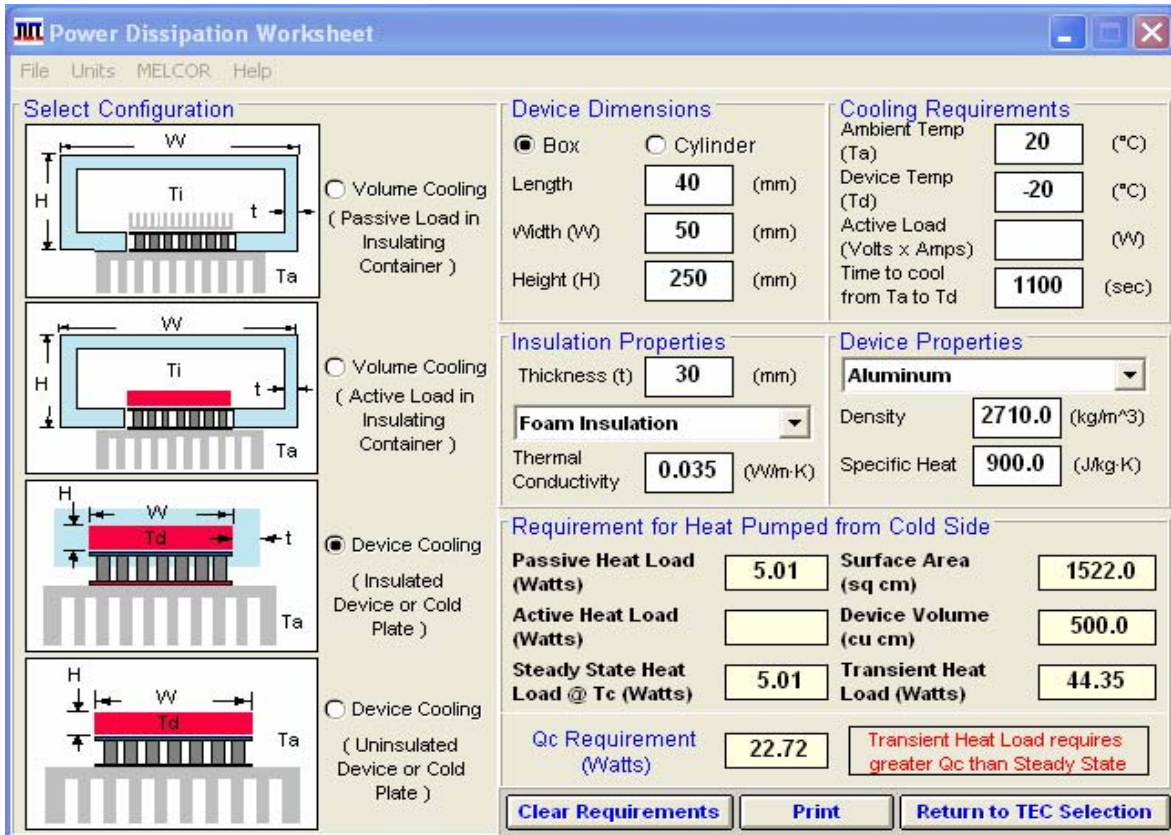 Power Dissipation Worksheet
File Units MELCOR Help
Select Configuration
W
H
Ti
t
Ta
Volume Cooling
( Passive Load in
Insulating
Container )
W
H
Ti
t
Ta
Volume Cooling
( Active Load in
Insulating
Container )
H
W
Td
t
Ta
Device Cooling
( Insulated
Device or Cold
Plate )
H
W
Td
Ta
Device Cooling
( Uninsulated
Device or Cold
Plate )
Device Dimensions
Box Cylinder
Length 40 (mm)
Width (W) 50 (mm)
Height (H) 250 (mm)
Cooling Requirements
Ambient Temp
(Ta) 20 (°C)
Device Temp
(Td) -20 (°C)
Active Load
(Volts x Amps) (W)
Time to cool
from Ta to Td 1100 (sec)
Insulation Properties
Thickness (t) 30 (mm)
Foam Insulation
Thermal
Conductivity 0.035 (W/m·K)
Device Properties
Aluminum
Density 2710.0 (kg/m^3)
Specific Heat 900.0 (J/kg·K)
Requirement for Heat Pumped from Cold Side
Passive Heat Load
(Watts) 5.01
Surface Area
(sq cm) 1522.0
Active Heat Load
(Watts)
Device Volume
(cu cm) 500.0
Steady State Heat
Load @ Tc (Watts) 5.01
Transient Heat
Load (Watts) 44.35
Qc Requirement
(Watts) 22.72
Transient Heat Load requires
greater Qc than Steady State
Clear Requirements Print Return to TEC Selection